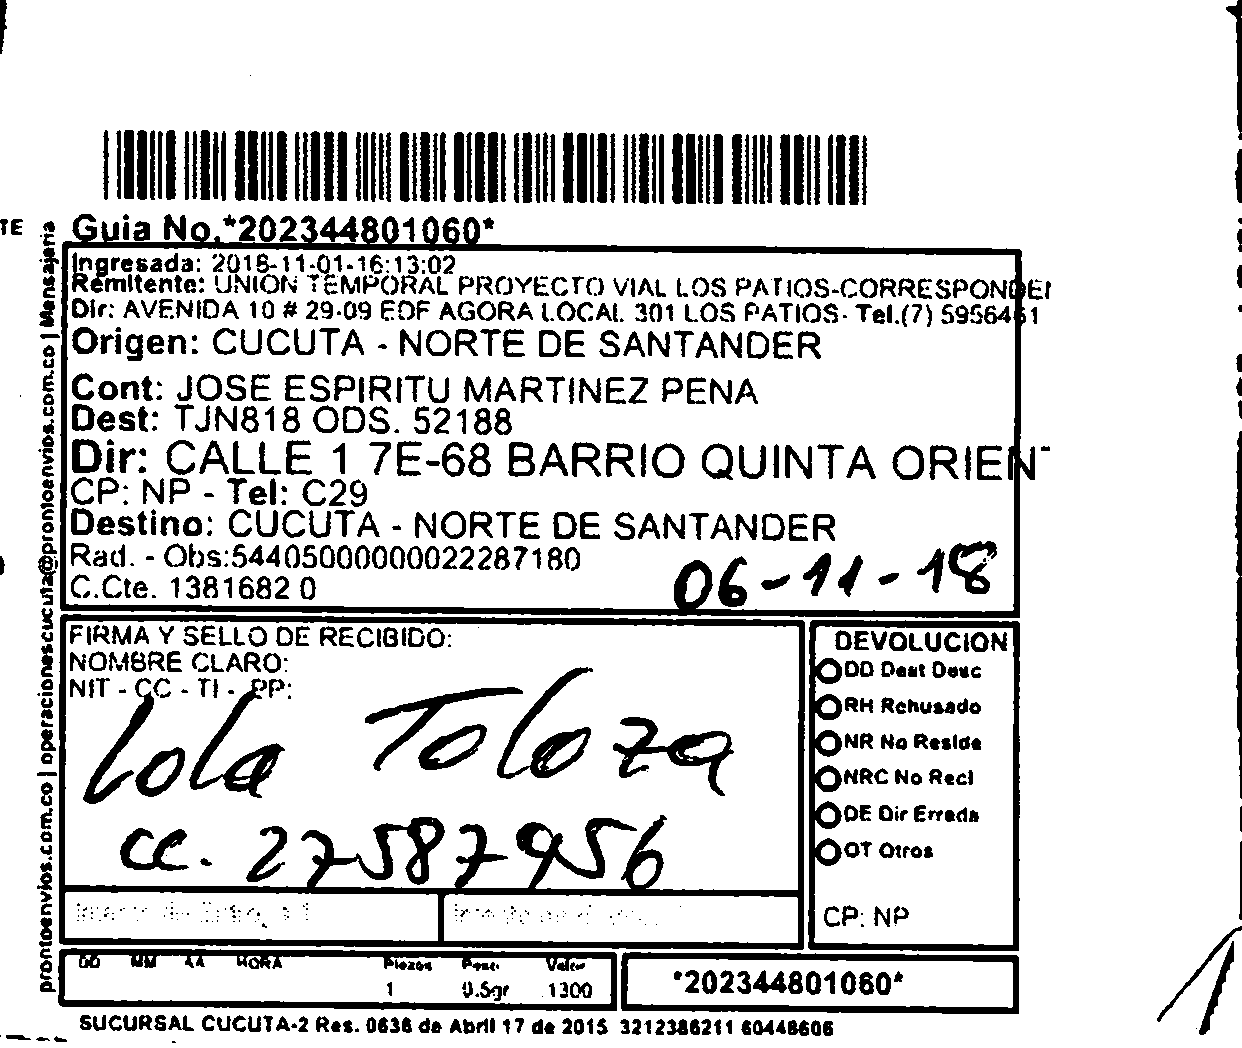 TE
Guia No.*202344801060*
Ingresada: 2018-11-01-16:13:02
Remitente: UNION TEMPORAL PROYECTO VIAL LOS PATIOS-CORRESPONDE
Dir: AVENIDA 10 # 29-09 EDF AGORA LOCAL 301 LOS PATIOS- Tel.(7) 5956461
Origen: CUCUTA - NORTE DE SANTANDER
Cont: JOSE ESPIRITU MARTINEZ PENA
Dest: TJN818 ODS. 52188
Dir: CALLE 1 7E-68 BARRIO QUINTA ORIEN
CP: NP - Tel: C29
Destino: CUCUTA - NORTE DE SANTANDER
Rad. - Obs:544050000000022287180
C.Cte. 1381682 0
06-11-18
FIRMA Y SELLO DE RECIBIDO:
NOMBRE CLARO:
NIT - CC - TI - PP:
Lola Toloza
cc. 27587956
DEVOLUCION
DD Dest Desc
RH Rehusado
NR No Reside
NRC No Recl
DE Dir Errada
OT Otros
CP: NP
DD MM AA HORA Piezas Peso Valor
1 0.5gr 1300
*202344801060*
SUCURSAL CUCUTA-2 Res. 0636 de Abril 17 de 2015 3212386211 60448606
prontoenvios.com.co | operacionescucuta@prontoenvios.com.co | Mensajeria